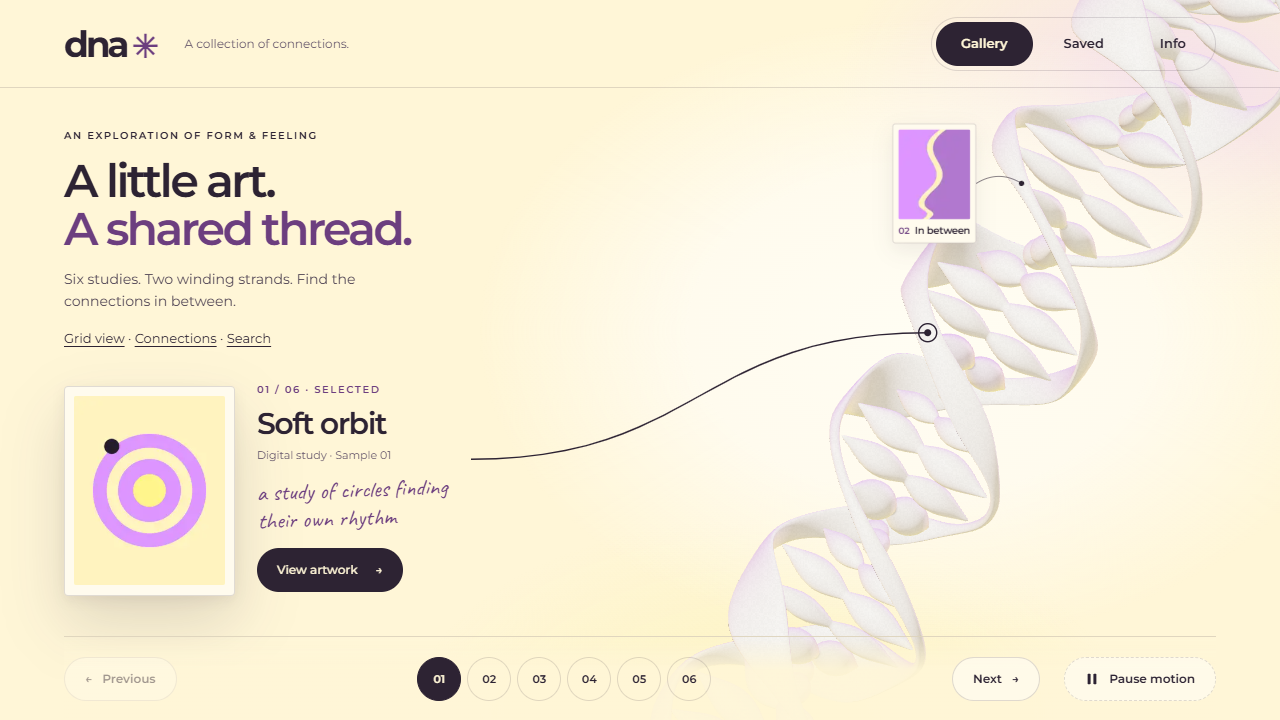 dna
A collection of connections.
Gallery
Saved
Info
AN EXPLORATION OF FORM & FEELING
A little art.
A shared thread.
Six studies. Two winding strands. Find the
connections in between.
Grid view · Connections · Search
02 In between
01 / 06 · SELECTED
Soft orbit
Digital study · Sample 01
a study of circles finding
their own rhythm
View artwork →
← Previous
01
02
03
04
05
06
Next →
Pause motion